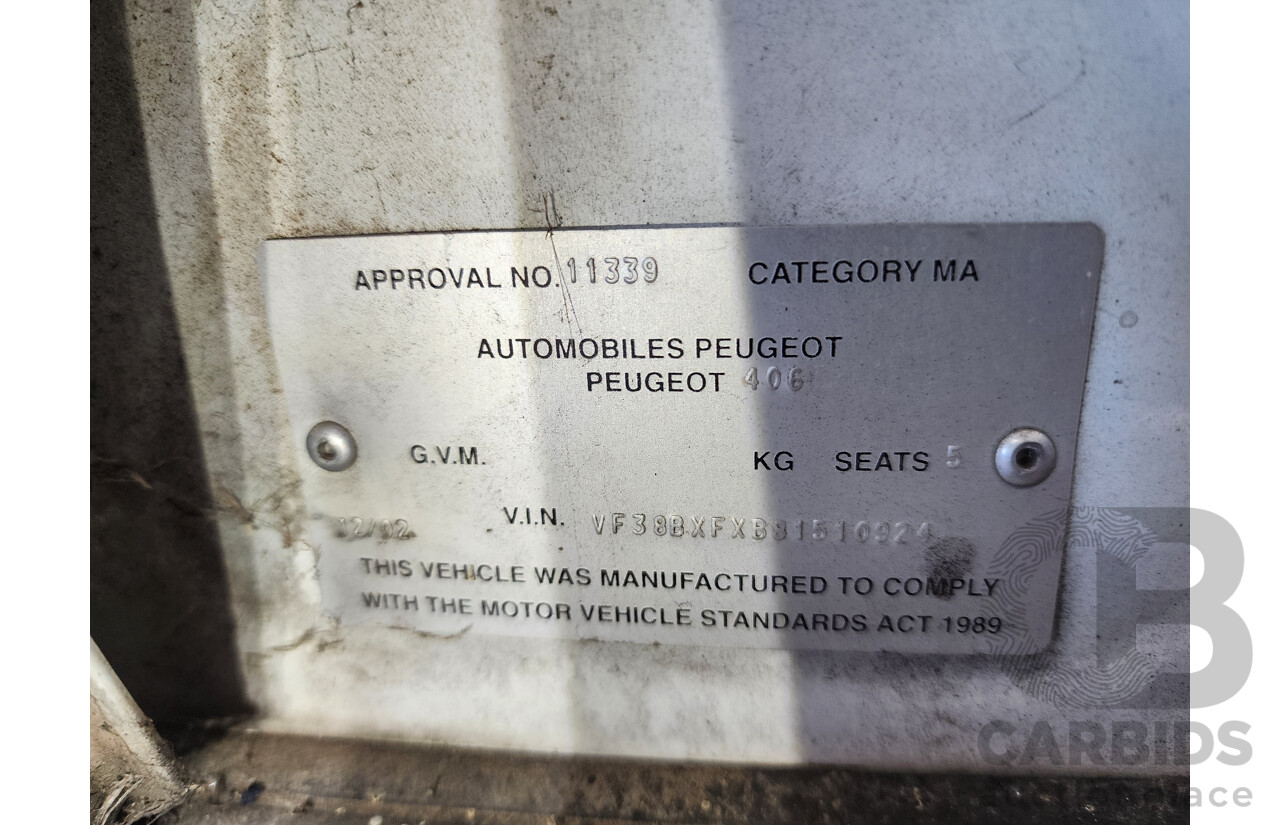 APPROVAL NO. 11339 CATEGORY MA
AUTOMOBILES PEUGEOT
PEUGEOT 406
G.V.M. KG SEATS 5
02/02 V.I.N. VF38BXFXB81510924
THIS VEHICLE WAS MANUFACTURED TO COMPLY
WITH THE MOTOR VEHICLE STANDARDS ACT 1989
CARBIDS